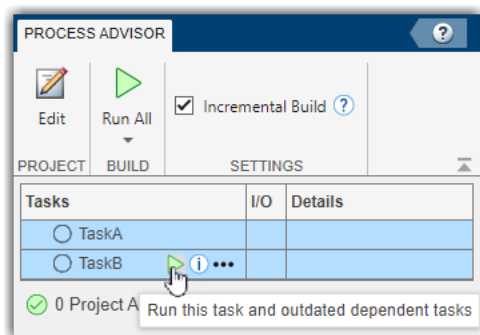 PROCESS ADVISOR
?
Edit
Run All
Incremental Build ?
PROJECT
BUILD
SETTINGS
Tasks I/O Details
TaskA
TaskB i •••
0 Project A
Run this task and outdated dependent tasks